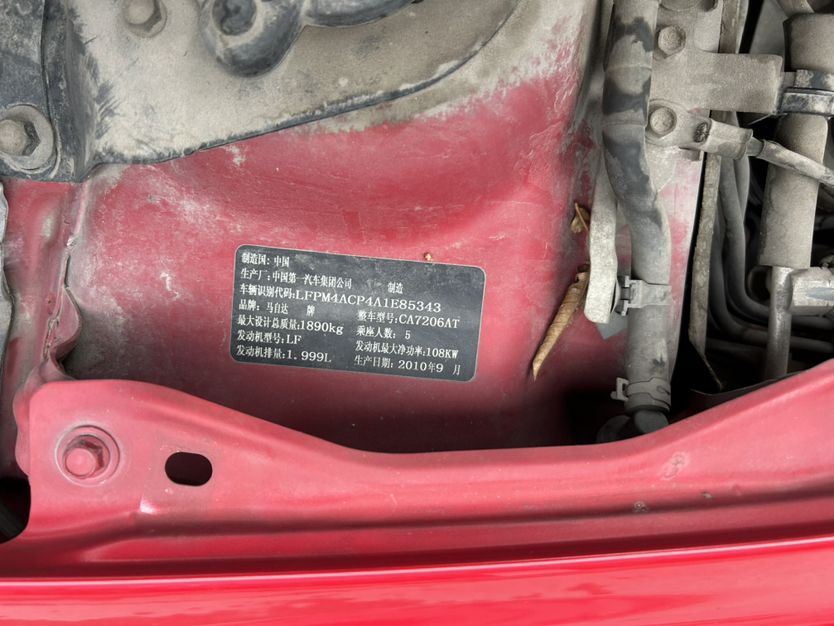 制造国: 中国
生产厂: 中国第一汽车集团公司 制造
车辆识别代码:LFPM4ACP4A1E85343
品牌: 马自达 牌 整车型号:CA7206AT
最大设计总质量:1890kg 乘座人数: 5
发动机型号:LF 发动机最大净功率:108KW
发动机排量:1.999L 生产日期: 2010年9 月